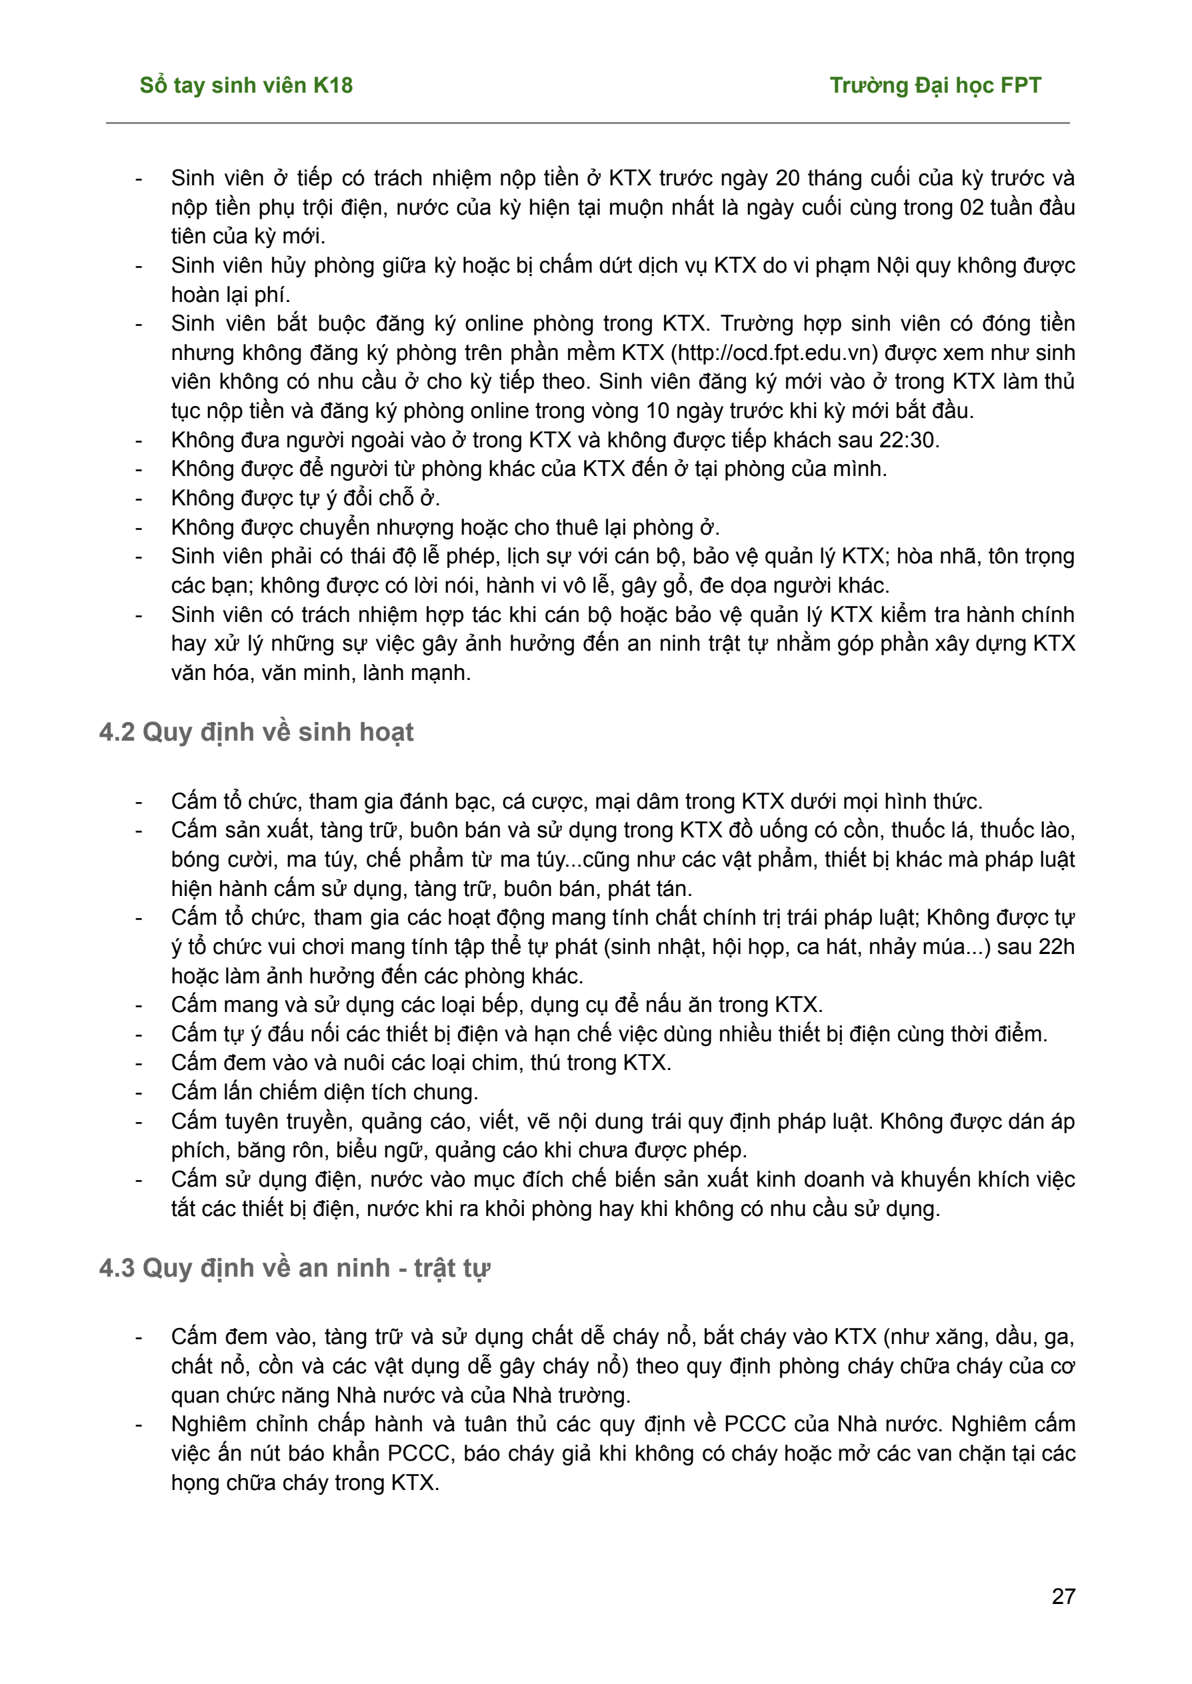 Sổ tay sinh viên K18 Trường Đại học FPT
- Sinh viên ở tiếp có trách nhiệm nộp tiền ở KTX trước ngày 20 tháng cuối của kỳ trước và
nộp tiền phụ trội điện, nước của kỳ hiện tại muộn nhất là ngày cuối cùng trong 02 tuần đầu
tiên của kỳ mới.
- Sinh viên hủy phòng giữa kỳ hoặc bị chấm dứt dịch vụ KTX do vi phạm Nội quy không được
hoàn lại phí.
- Sinh viên bắt buộc đăng ký online phòng trong KTX. Trường hợp sinh viên có đóng tiền
nhưng không đăng ký phòng trên phần mềm KTX (http://ocd.fpt.edu.vn) được xem như sinh
viên không có nhu cầu ở cho kỳ tiếp theo. Sinh viên đăng ký mới vào ở trong KTX làm thủ
tục nộp tiền và đăng ký phòng online trong vòng 10 ngày trước khi kỳ mới bắt đầu.
- Không đưa người ngoài vào ở trong KTX và không được tiếp khách sau 22:30.
- Không được để người từ phòng khác của KTX đến ở tại phòng của mình.
- Không được tự ý đổi chỗ ở.
- Không được chuyển nhượng hoặc cho thuê lại phòng ở.
- Sinh viên phải có thái độ lễ phép, lịch sự với cán bộ, bảo vệ quản lý KTX; hòa nhã, tôn trọng
các bạn; không được có lời nói, hành vi vô lễ, gây gổ, đe dọa người khác.
- Sinh viên có trách nhiệm hợp tác khi cán bộ hoặc bảo vệ quản lý KTX kiểm tra hành chính
hay xử lý những sự việc gây ảnh hưởng đến an ninh trật tự nhằm góp phần xây dựng KTX
văn hóa, văn minh, lành mạnh.
4.2 Quy định về sinh hoạt
- Cấm tổ chức, tham gia đánh bạc, cá cược, mại dâm trong KTX dưới mọi hình thức.
- Cấm sản xuất, tàng trữ, buôn bán và sử dụng trong KTX đồ uống có cồn, thuốc lá, thuốc lào,
bóng cười, ma túy, chế phẩm từ ma túy...cũng như các vật phẩm, thiết bị khác mà pháp luật
hiện hành cấm sử dụng, tàng trữ, buôn bán, phát tán.
- Cấm tổ chức, tham gia các hoạt động mang tính chất chính trị trái pháp luật; Không được tự
ý tổ chức vui chơi mang tính tập thể tự phát (sinh nhật, hội họp, ca hát, nhảy múa...) sau 22h
hoặc làm ảnh hưởng đến các phòng khác.
- Cấm mang và sử dụng các loại bếp, dụng cụ để nấu ăn trong KTX.
- Cấm tự ý đấu nối các thiết bị điện và hạn chế việc dùng nhiều thiết bị điện cùng thời điểm.
- Cấm đem vào và nuôi các loại chim, thú trong KTX.
- Cấm lấn chiếm diện tích chung.
- Cấm tuyên truyền, quảng cáo, viết, vẽ nội dung trái quy định pháp luật. Không được dán áp
phích, băng rôn, biểu ngữ, quảng cáo khi chưa được phép.
- Cấm sử dụng điện, nước vào mục đích chế biến sản xuất kinh doanh và khuyến khích việc
tắt các thiết bị điện, nước khi ra khỏi phòng hay khi không có nhu cầu sử dụng.
4.3 Quy định về an ninh - trật tự
- Cấm đem vào, tàng trữ và sử dụng chất dễ cháy nổ, bắt cháy vào KTX (như xăng, dầu, ga,
chất nổ, cồn và các vật dụng dễ gây cháy nổ) theo quy định phòng cháy chữa cháy của cơ
quan chức năng Nhà nước và của Nhà trường.
- Nghiêm chỉnh chấp hành và tuân thủ các quy định về PCCC của Nhà nước. Nghiêm cấm
việc ấn nút báo khẩn PCCC, báo cháy giả khi không có cháy hoặc mở các van chặn tại các
họng chữa cháy trong KTX.
27